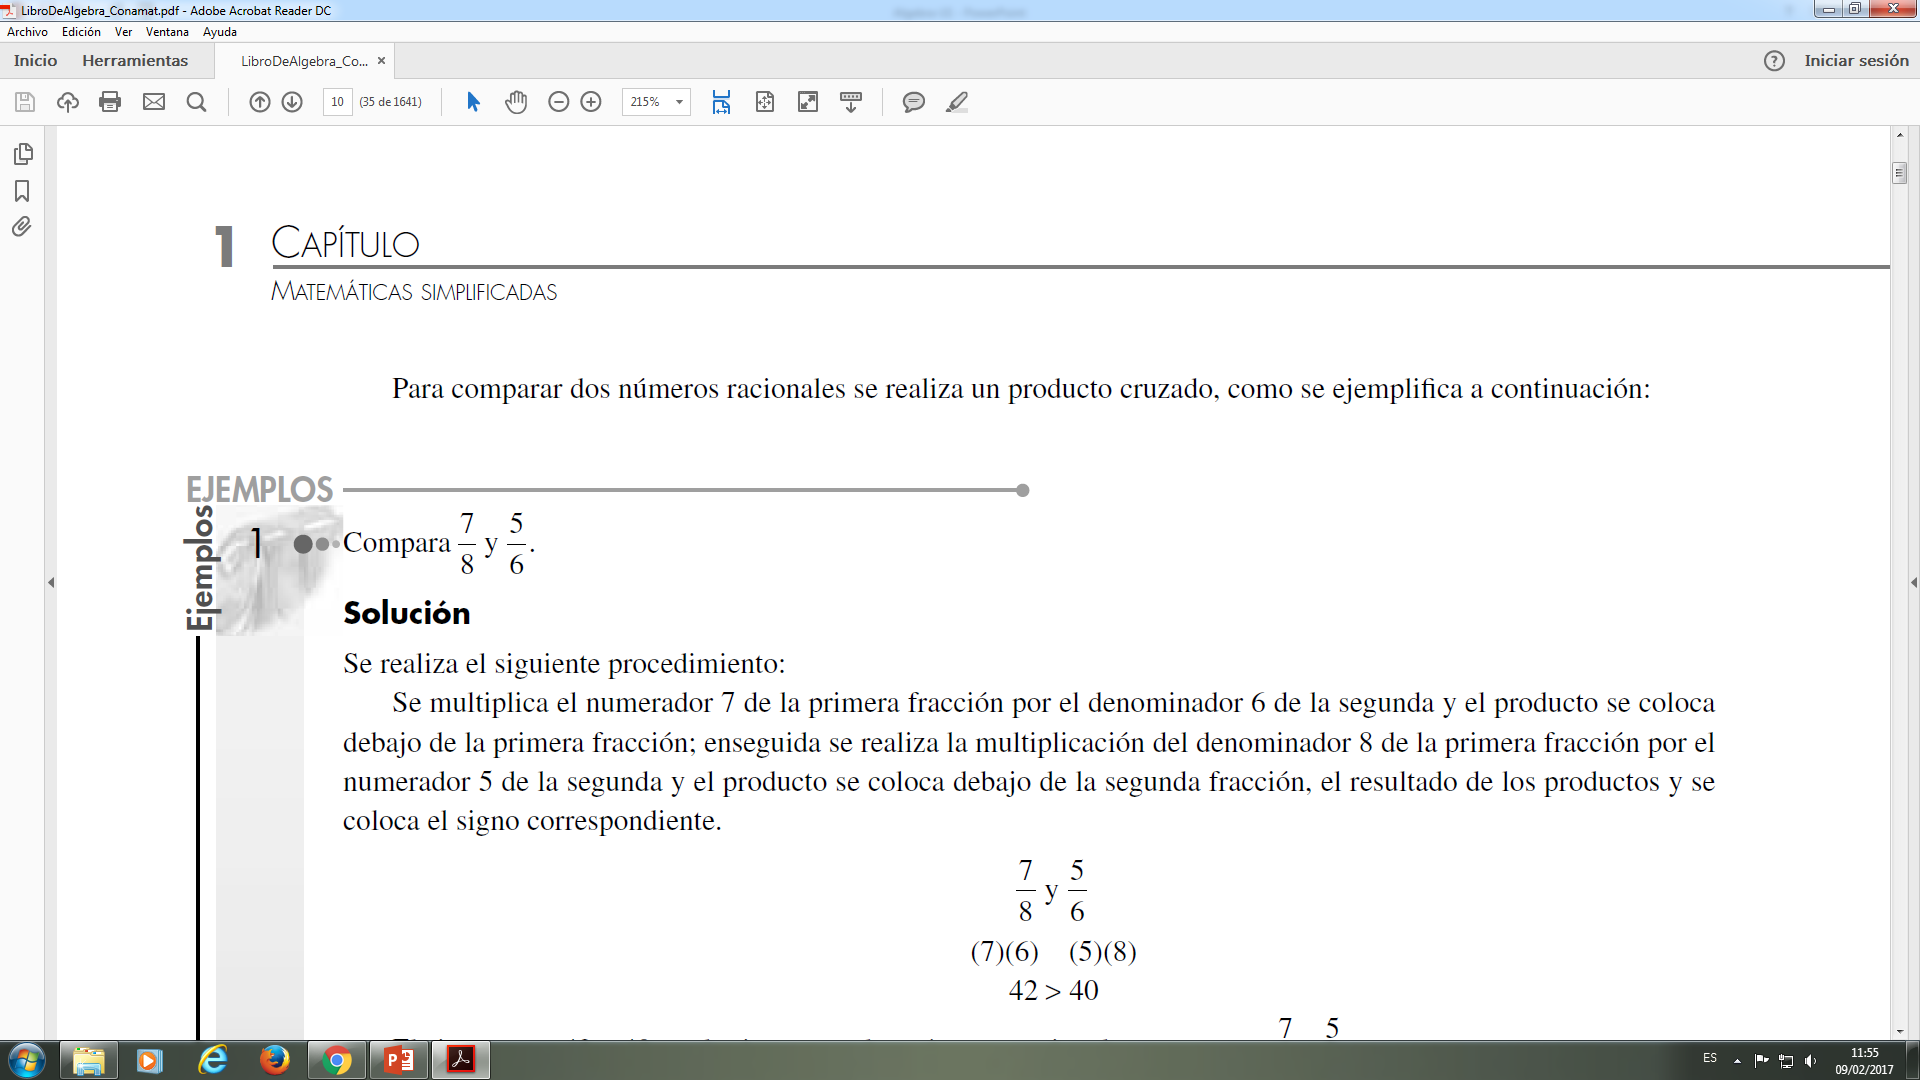 LibroDeAlgebra_Conamat.pdf - Adobe Acrobat Reader DC
Archivo Edición Ver Ventana Ayuda
Inicio Herramientas LibroDeAlgebra_Co... × Iniciar sesión
10 (35 de 1641) 215%
1 CAPÍTULO
MATEMÁTICAS SIMPLIFICADAS
Para comparar dos números racionales se realiza un producto cruzado, como se ejemplifica a continuación:
EJEMPLOS
Ejemplos
1 Compara 7/8 y 5/6.
Solución
Se realiza el siguiente procedimiento:
Se multiplica el numerador 7 de la primera fracción por el denominador 6 de la segunda y el producto se coloca
debajo de la primera fracción; enseguida se realiza la multiplicación del denominador 8 de la primera fracción por el
numerador 5 de la segunda y el producto se coloca debajo de la segunda fracción, el resultado de los productos y se
coloca el signo correspondiente.
7/8 y 5/6
(7)(6) (5)(8)
42 > 40
7 5
ES 11:55
09/02/2017